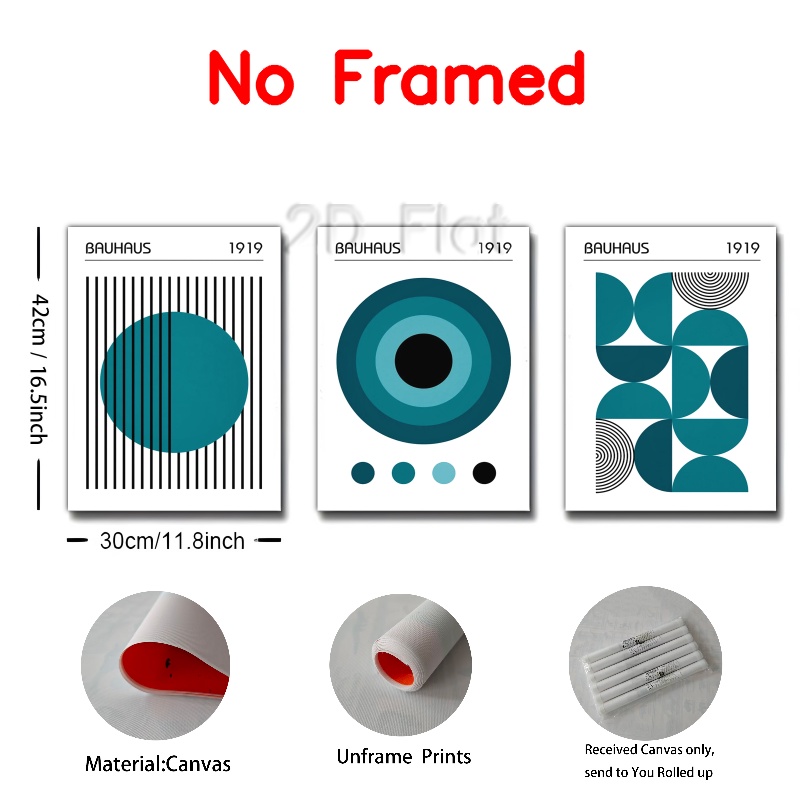 No Framed
2D Flat
BAUHAUS 1919
BAUHAUS 1919
BAUHAUS 1919
42cm / 16.5inch
30cm/11.8inch
Material:Canvas
Unframe Prints
Received Canvas only,
send to You Rolled up